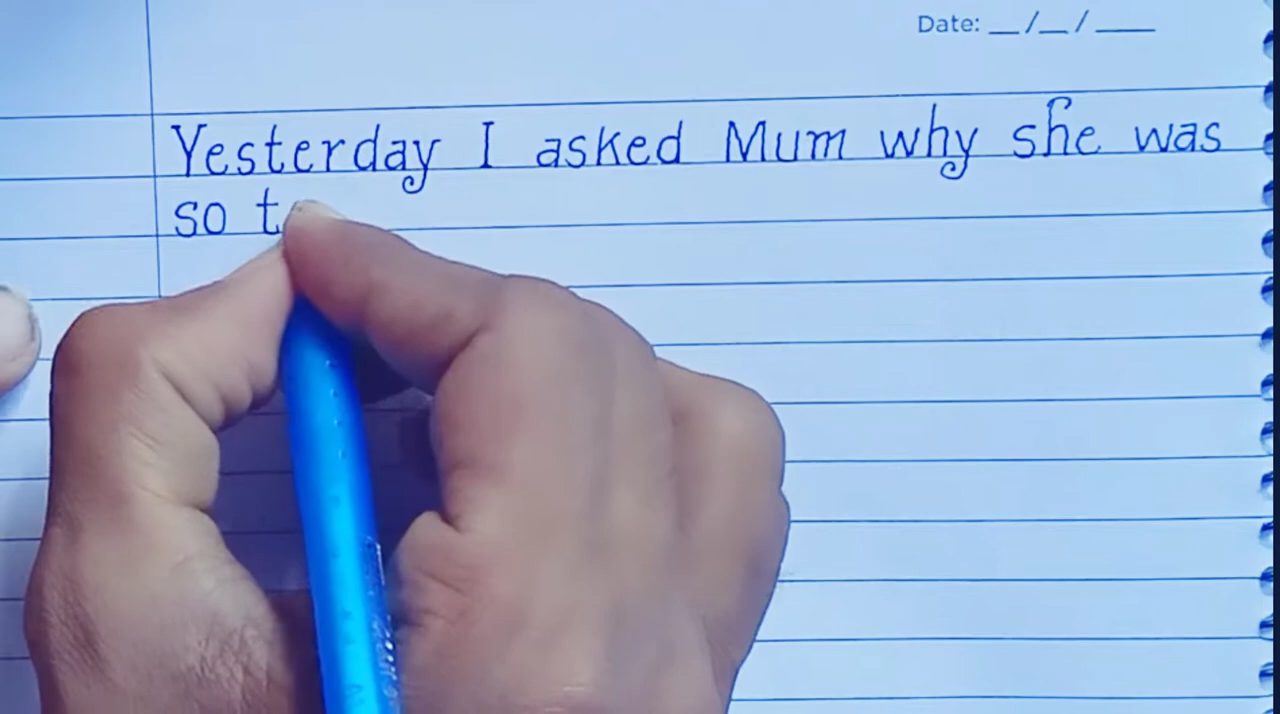 Date: __/__/____
Yesterday I asked Mum why she was
so t